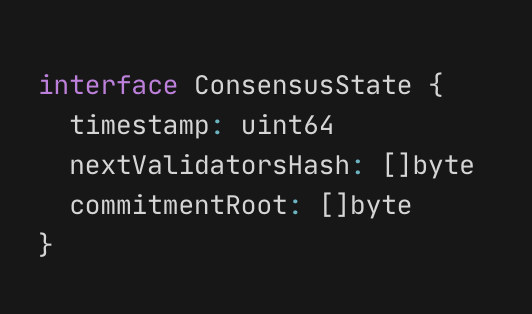 interface ConsensusState {
  timestamp: uint64
  nextValidatorsHash: []byte
  commitmentRoot: []byte
}